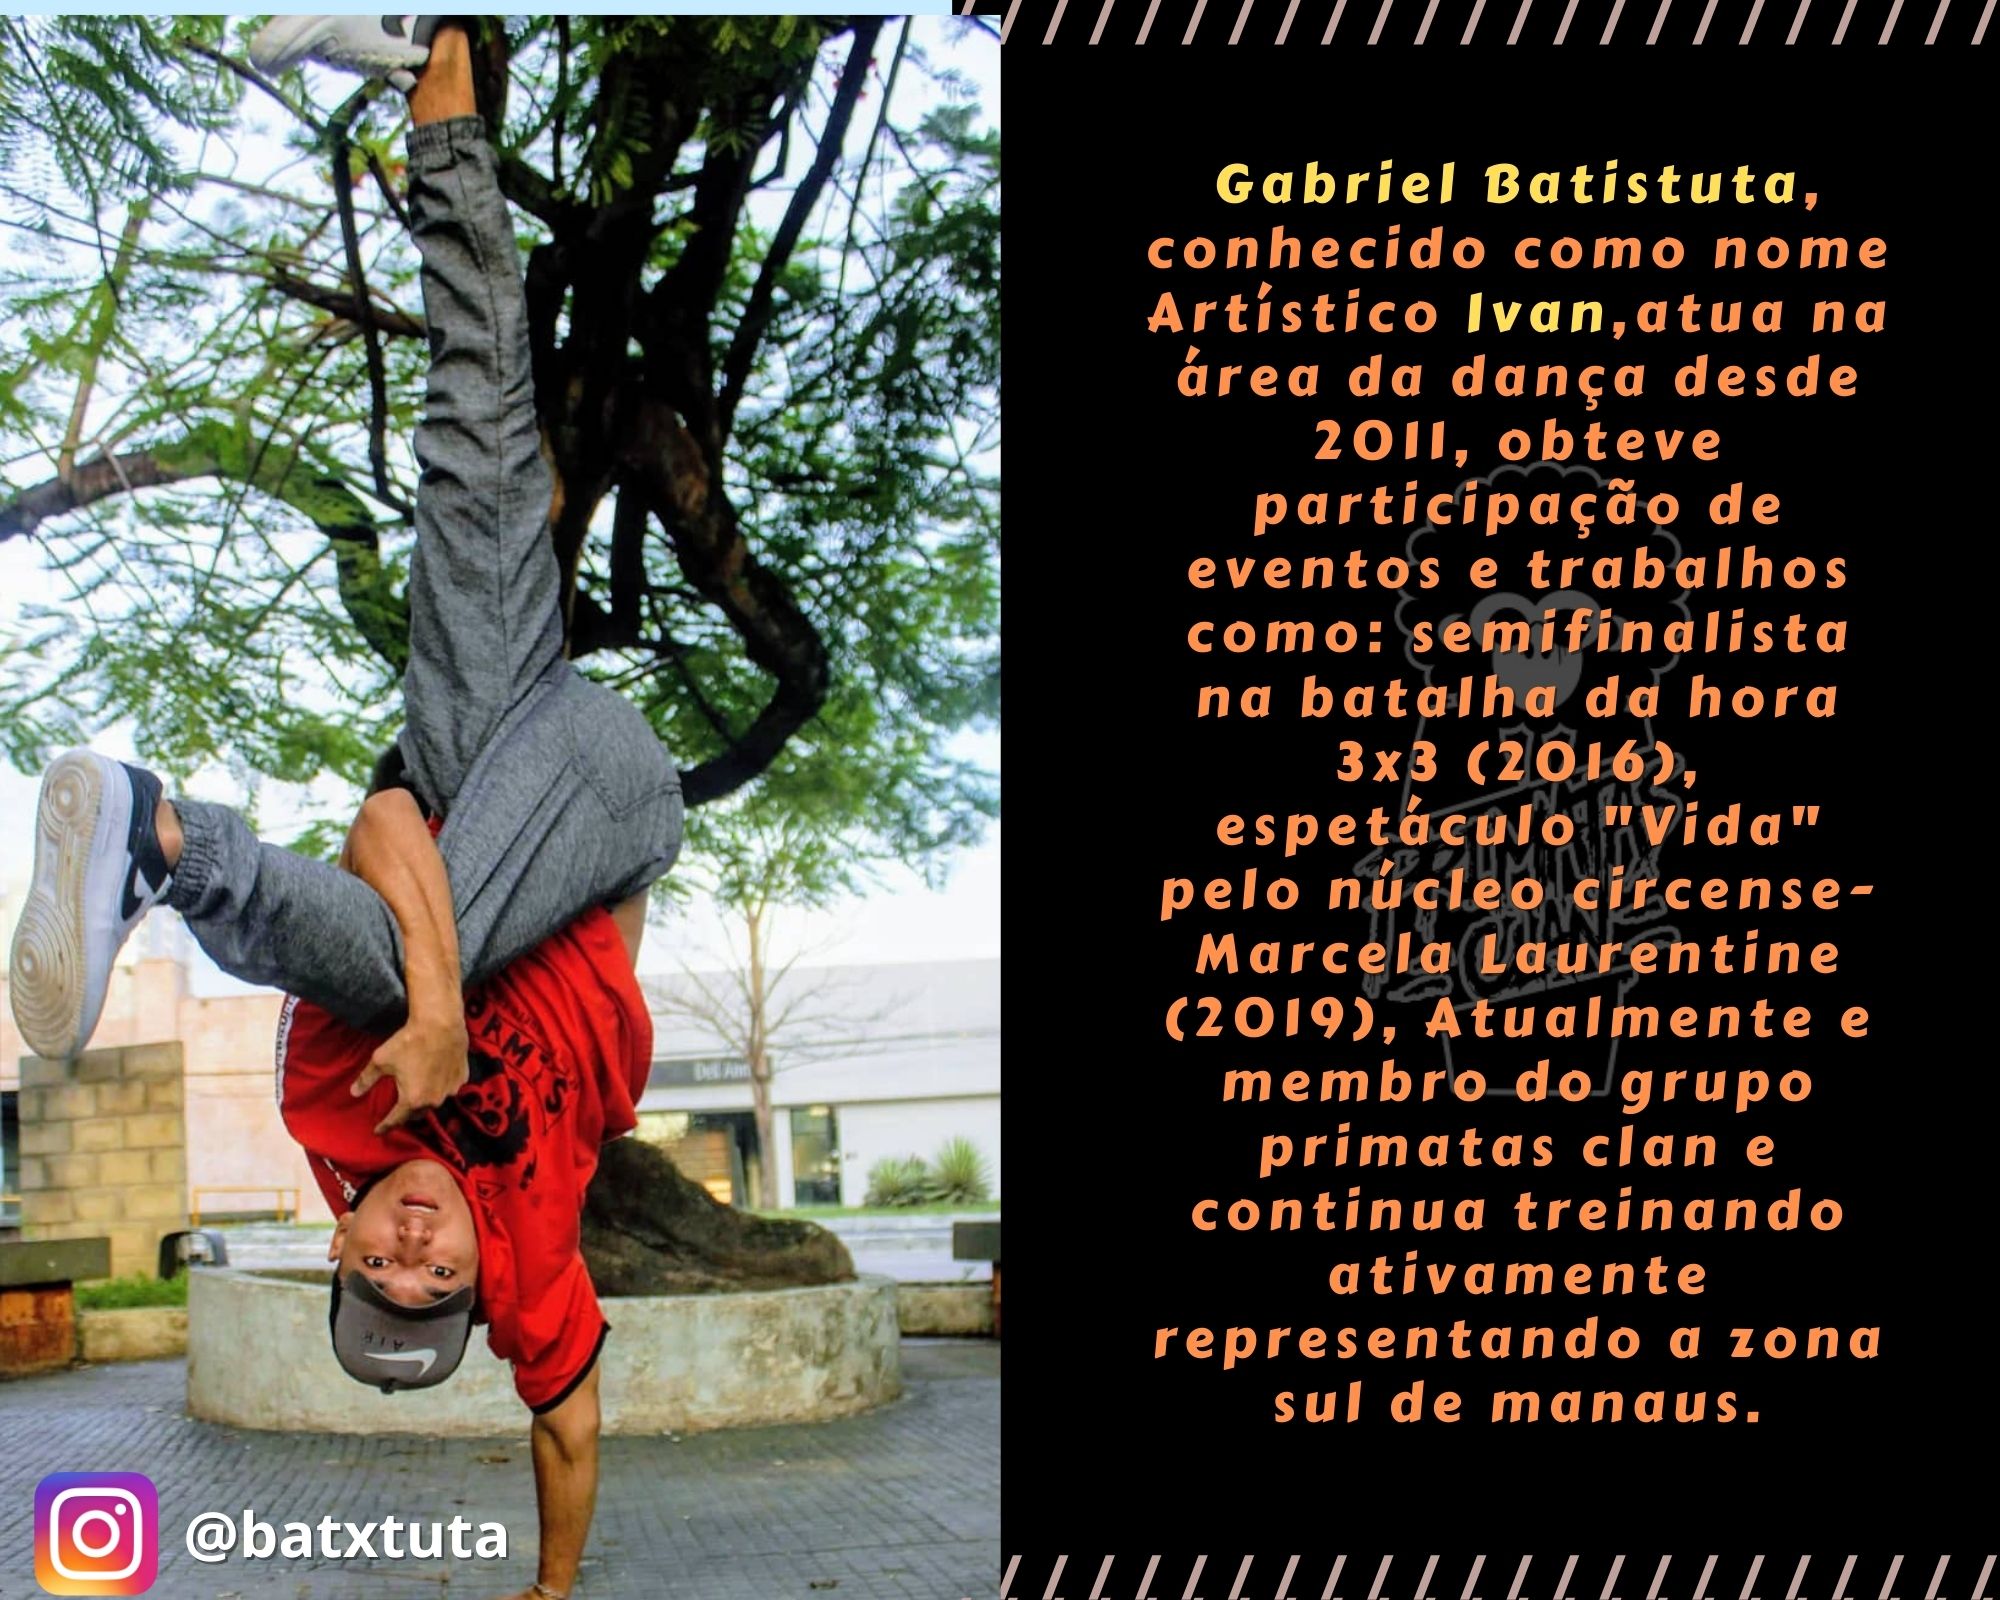 Gabriel Batistuta,
conhecido como nome
Artístico Ivan,atua na
área da dança desde
2011, obteve
participação de
eventos e trabalhos
como: semifinalista
na batalha da hora
3x3 (2016),
espetáculo "Vida"
pelo núcleo circense-
Marcela Laurentine
(2019), Atualmente e
membro do grupo
primatas clan e
continua treinando
ativamente
representando a zona
sul de manaus.
AIR
@batxtuta